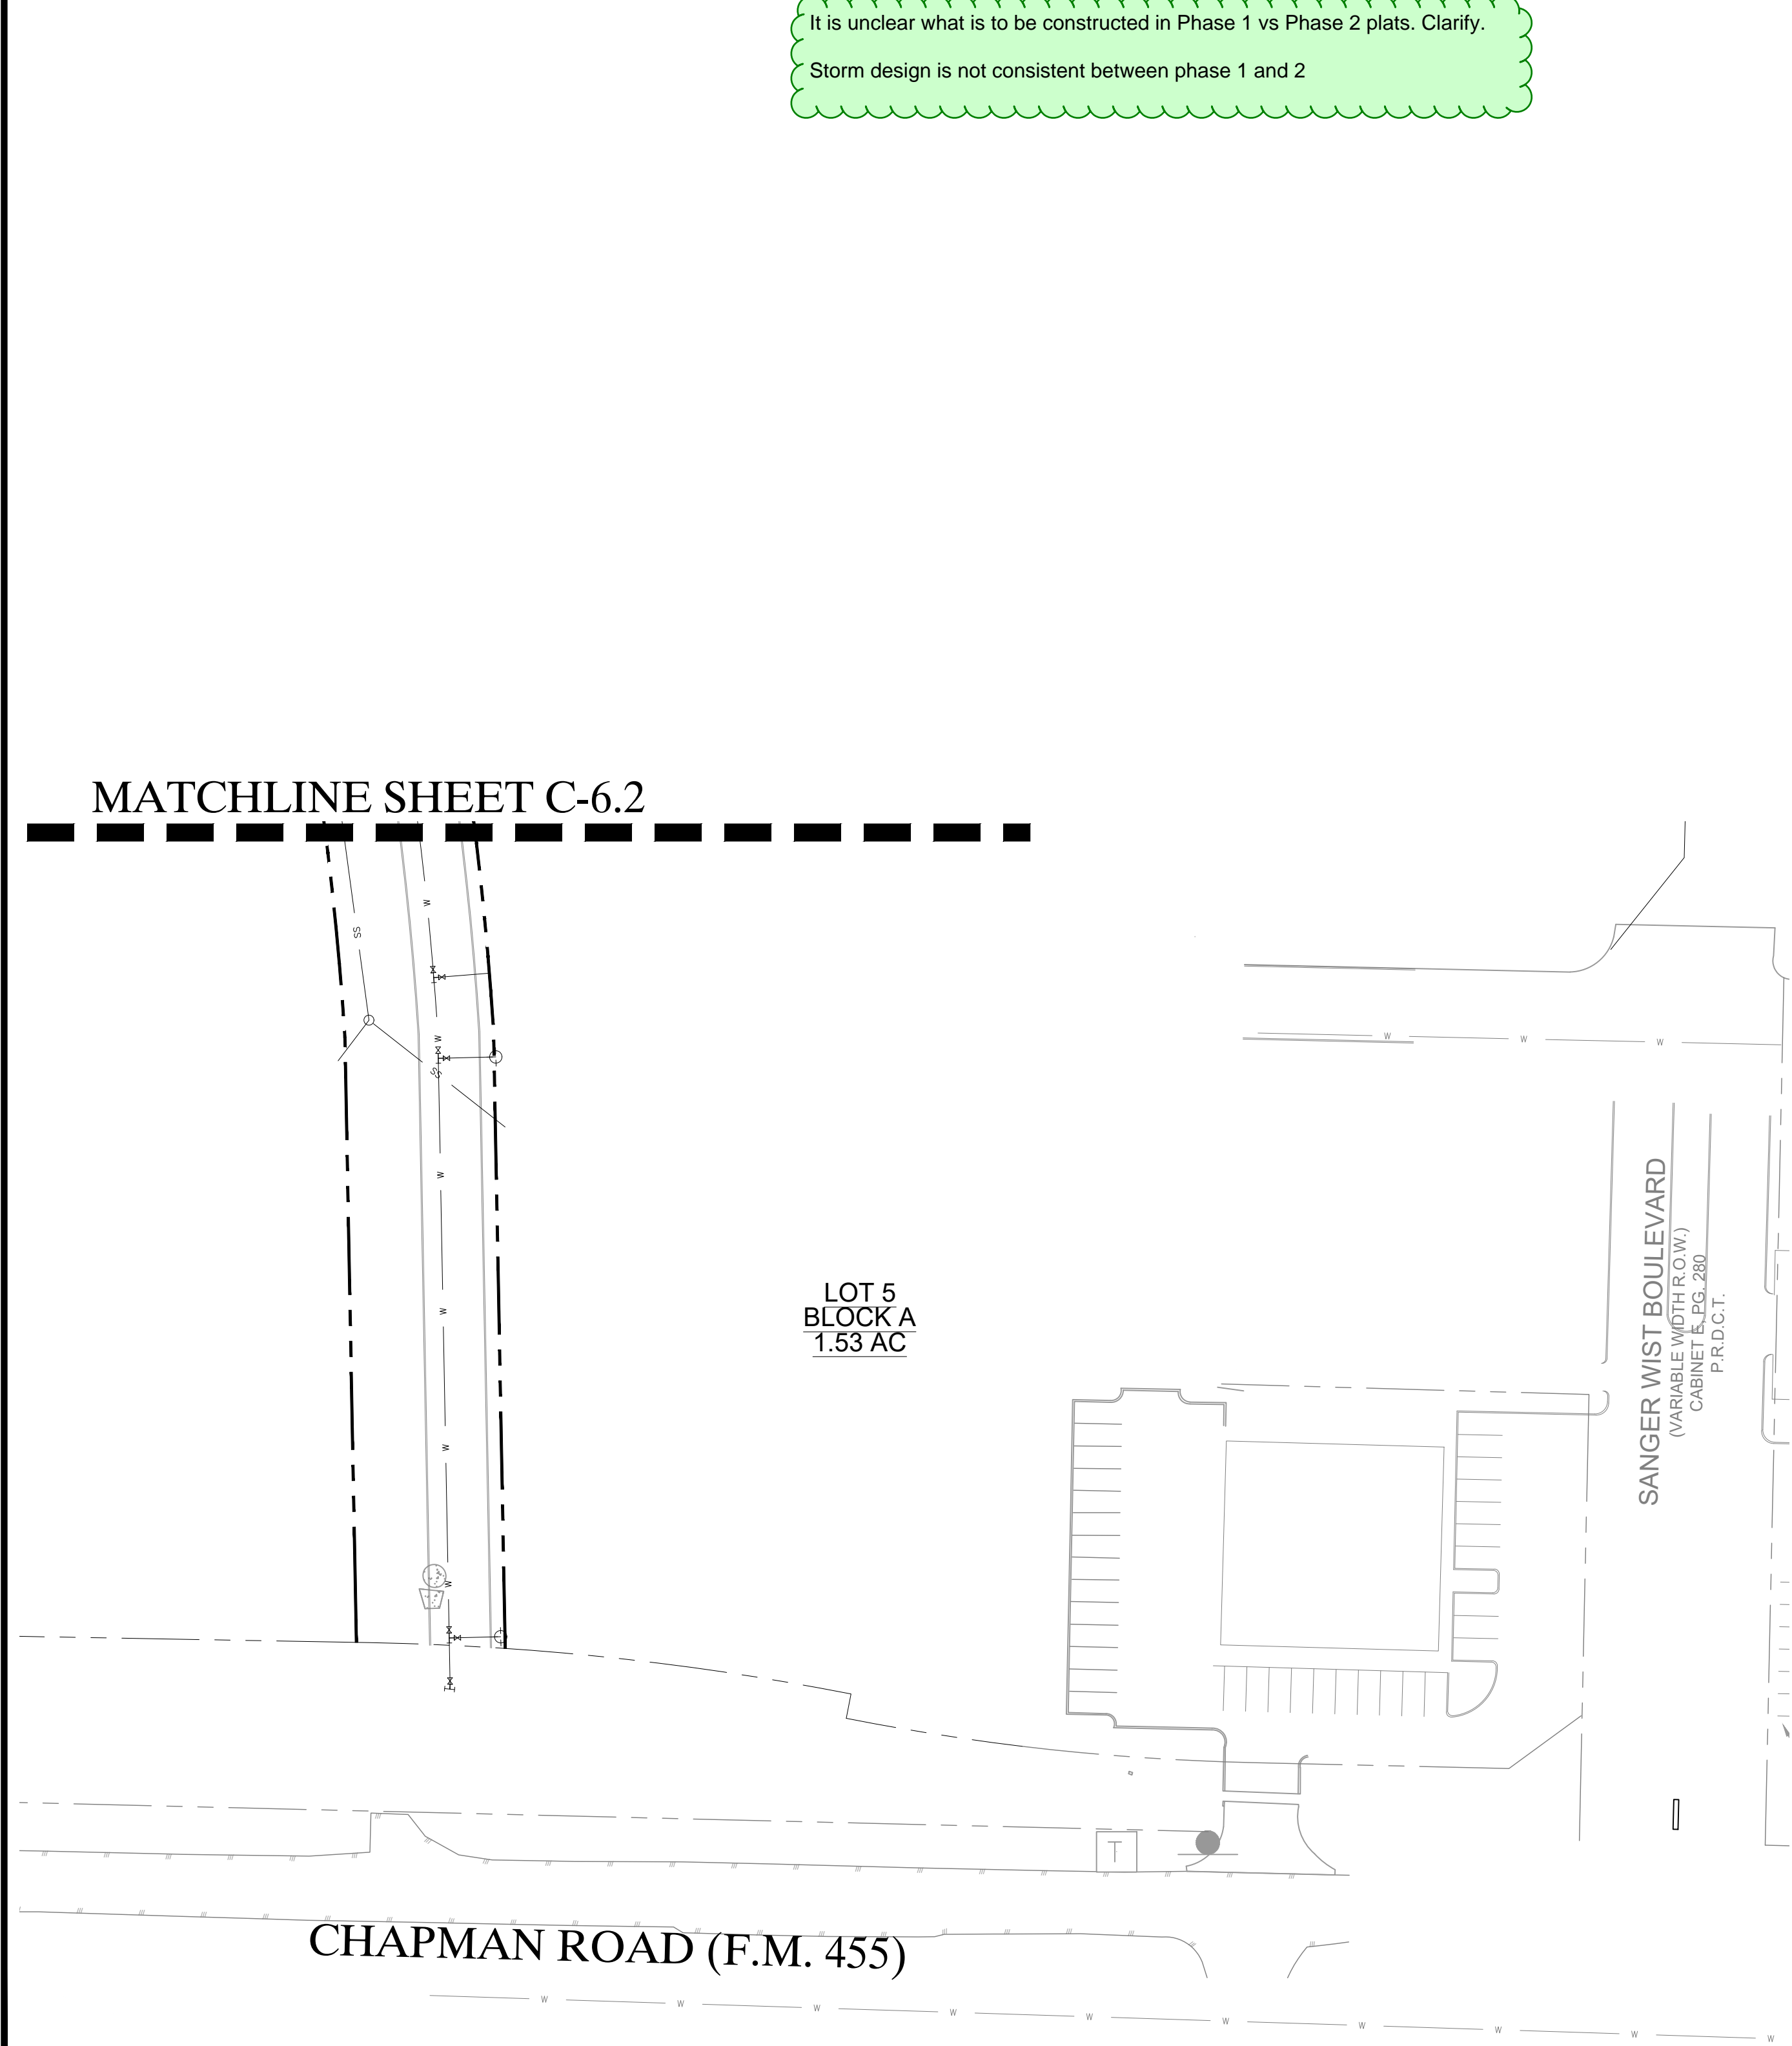 It is unclear what is to be constructed in Phase 1 vs Phase 2 plats. Clarify.
Storm design is not consistent between phase 1 and 2
MATCHLINE SHEET C-6.2
W
SS
W
W
W
W
SS
W
W
W
LOT 5
BLOCK A
1.53 AC
SANGER WIST BOULEVARD
(VARIABLE WIDTH R.O.W.)
CABINET E, PG. 280
P.R.D.C.T.
W
W
W
T
CHAPMAN ROAD (F.M. 455)
W
W
W
W
W
W
W
W
W
W